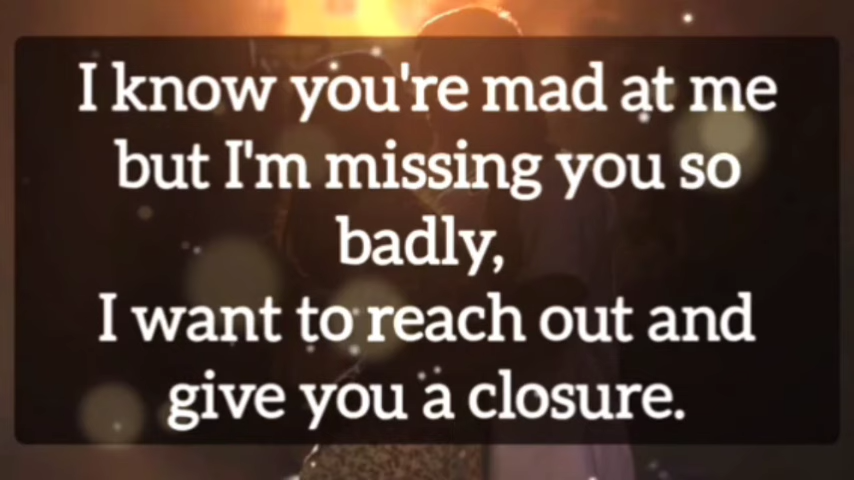 I know you're mad at me
but I'm missing you so
badly,
I want to reach out and
give you a closure.